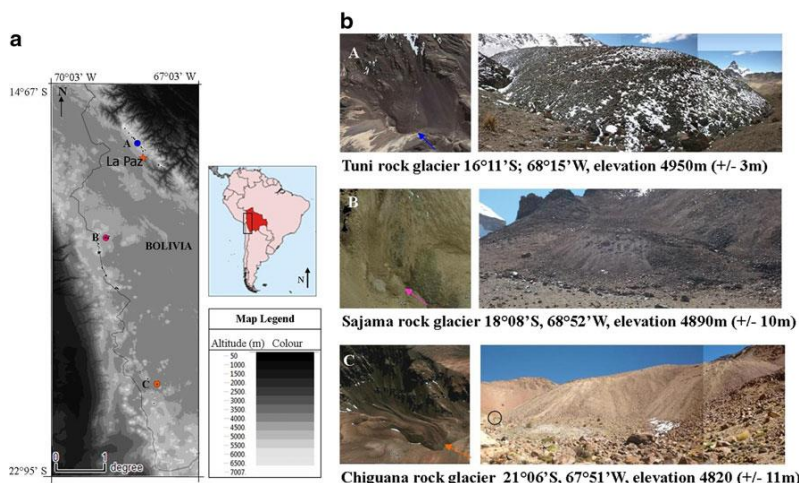 a
70°03' W
67°03' W
14°67' S
N
A
La Paz
B
BOLIVIA
C
0
1
degree
22°95' S
N
Map Legend
Altitude (m)
Colour
50
1000
1500
2000
2500
3000
3500
4000
4500
5000
5500
6000
6500
7007
b
A
Tuni rock glacier 16°11'S; 68°15'W, elevation 4950m (+/- 3m)
B
Sajama rock glacier 18°08'S, 68°52'W, elevation 4890m (+/- 10m)
C
Chiguana rock glacier 21°06'S, 67°51'W, elevation 4820 (+/- 11m)